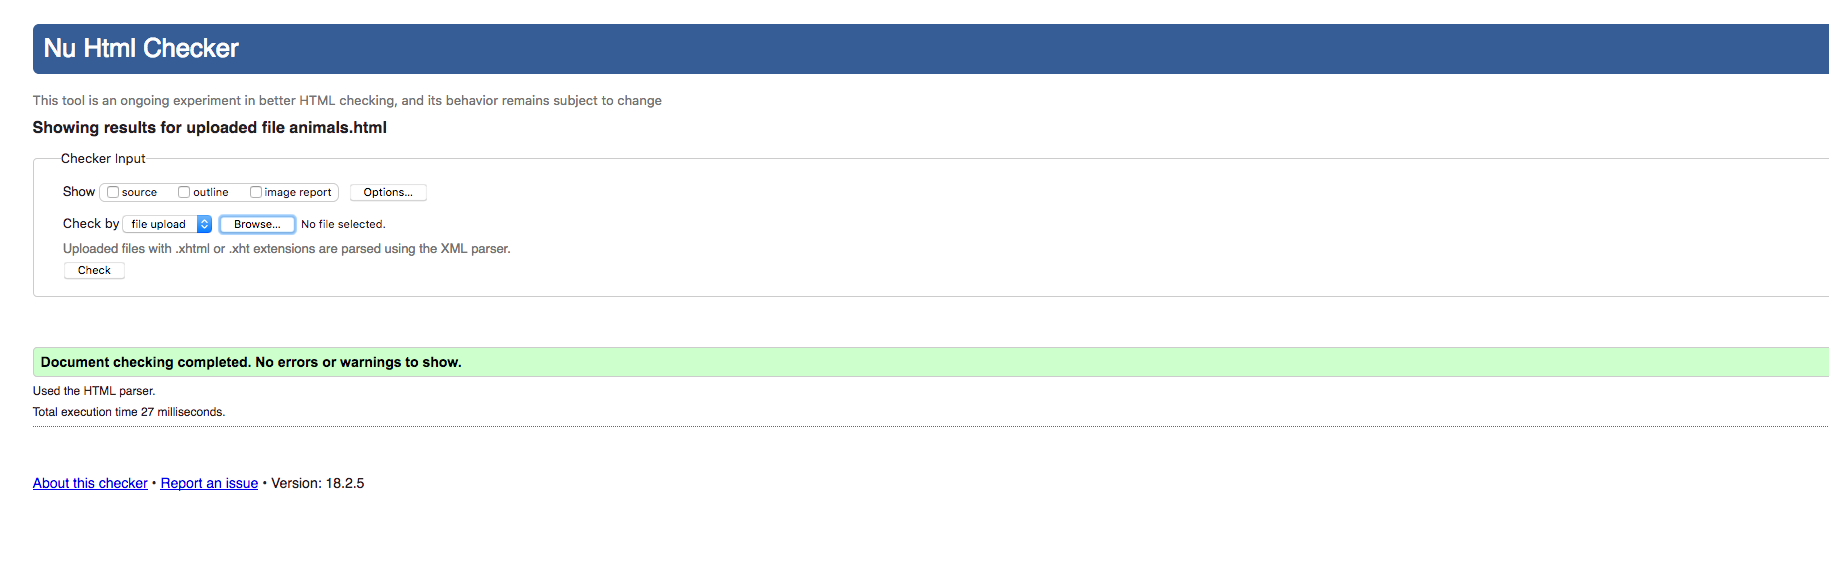 Nu Html Checker
This tool is an ongoing experiment in better HTML checking, and its behavior remains subject to change
Showing results for uploaded file animals.html
Checker Input
Show source outline image report Options...
Check by file upload Browse... No file selected.
Uploaded files with .xhtml or .xht extensions are parsed using the XML parser.
Check
Document checking completed. No errors or warnings to show.
Used the HTML parser.
Total execution time 27 milliseconds.
About this checker • Report an issue • Version: 18.2.5